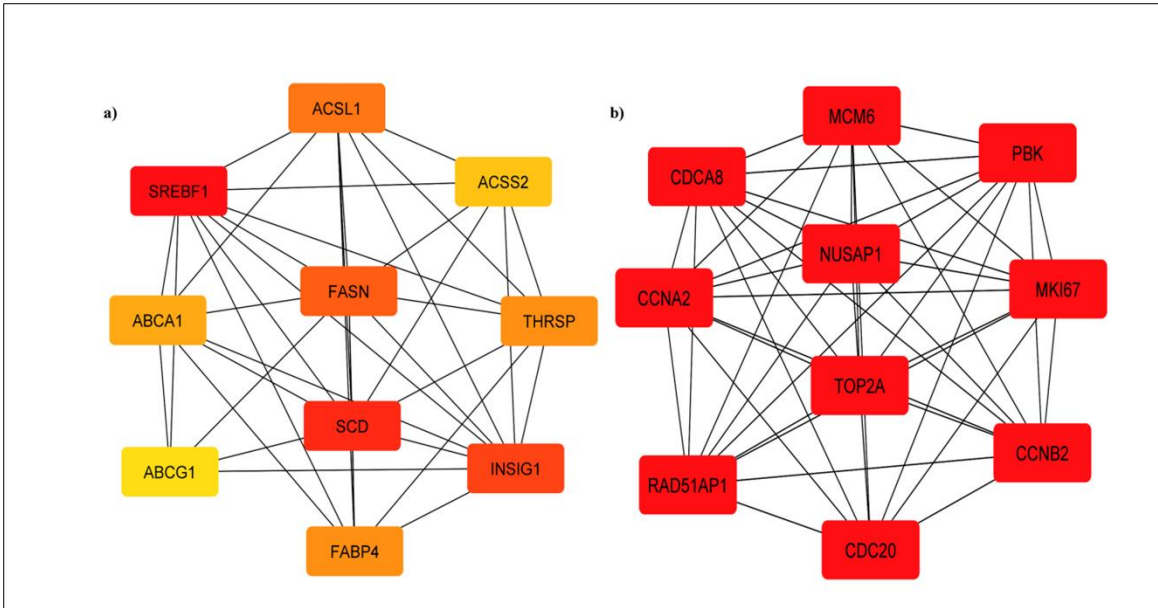 a)
ACSL1
SREBF1
ACSS2
FASN
ABCA1
THRSP
SCD
ABCG1
INSIG1
FABP4
b)
MCM6
PBK
CDCA8
NUSAP1
CCNA2
MKI67
TOP2A
CCNB2
RAD51AP1
CDC20